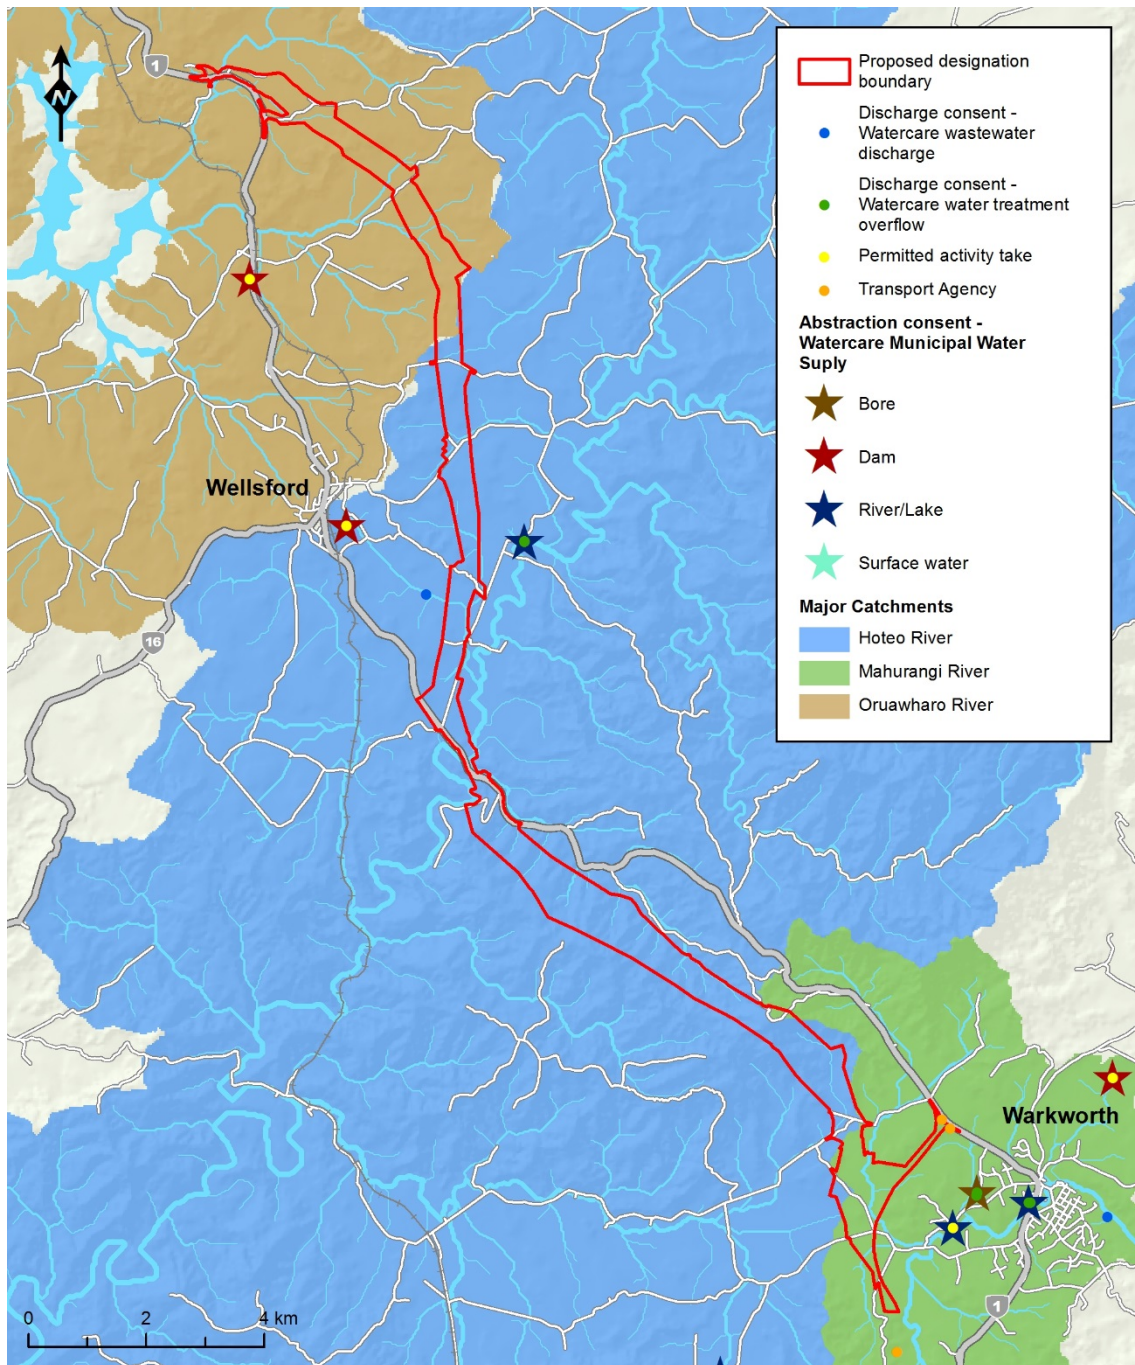 1
N
Proposed designation
boundary
Discharge consent -
Watercare wastewater
discharge
Discharge consent -
Watercare water treatment
overflow
Permitted activity take
Transport Agency
Abstraction consent -
Watercare Municipal Water
Suply
Bore
Dam
River/Lake
Surface water
Major Catchments
Hoteo River
Mahurangi River
Oruawharo River
Wellsford
16
Warkworth
1
0 2 4 km